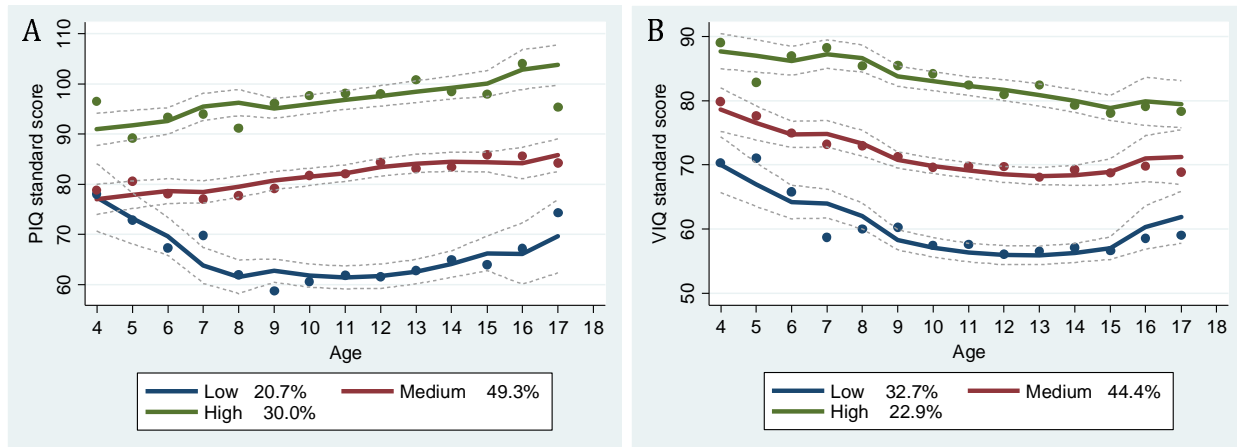 A
PIQ standard score
110
100
90
80
70
60
4 5 6 7 8 9 10 11 12 13 14 15 16 17 18
Age
Low 20.7% Medium 49.3%
High 30.0%
B
VIQ standard score
90
80
70
60
50
4 5 6 7 8 9 10 11 12 13 14 15 16 17 18
Age
Low 32.7% Medium 44.4%
High 22.9%